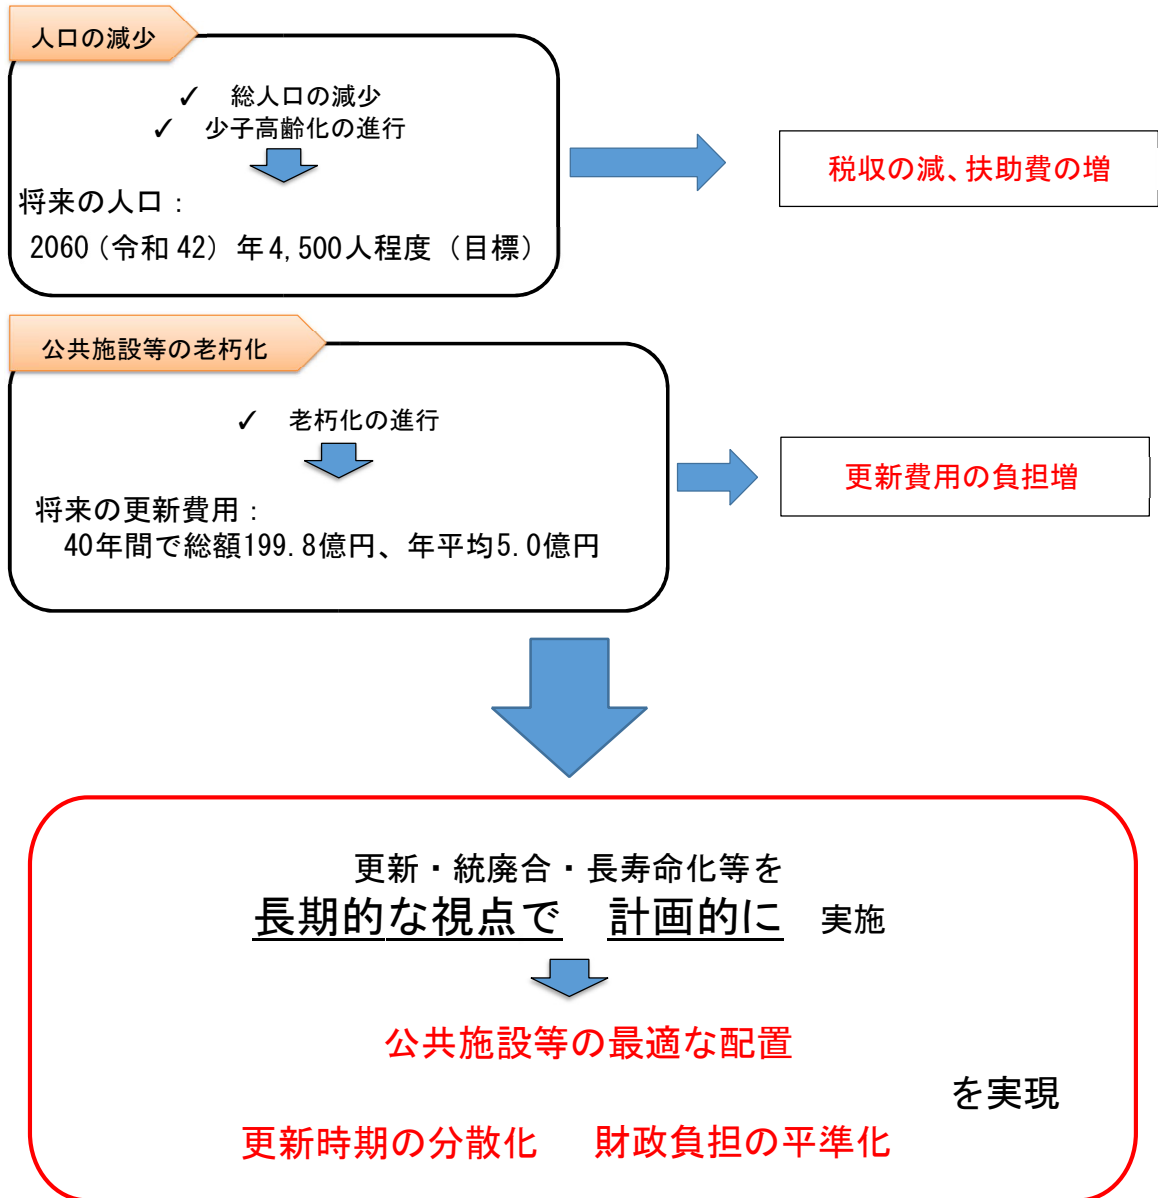 人口の減少
✓ 総人口の減少
✓ 少子高齢化の進行
将来の人口：
2060（令和 42）年4,500人程度（目標）
税収の減、扶助費の増
公共施設等の老朽化
✓ 老朽化の進行
将来の更新費用：
40年間で総額199.8億円、年平均5.0億円
更新費用の負担増
更新・統廃合・長寿命化等を
長期的な視点で 計画的に 実施
公共施設等の最適な配置
を実現
更新時期の分散化 財政負担の平準化